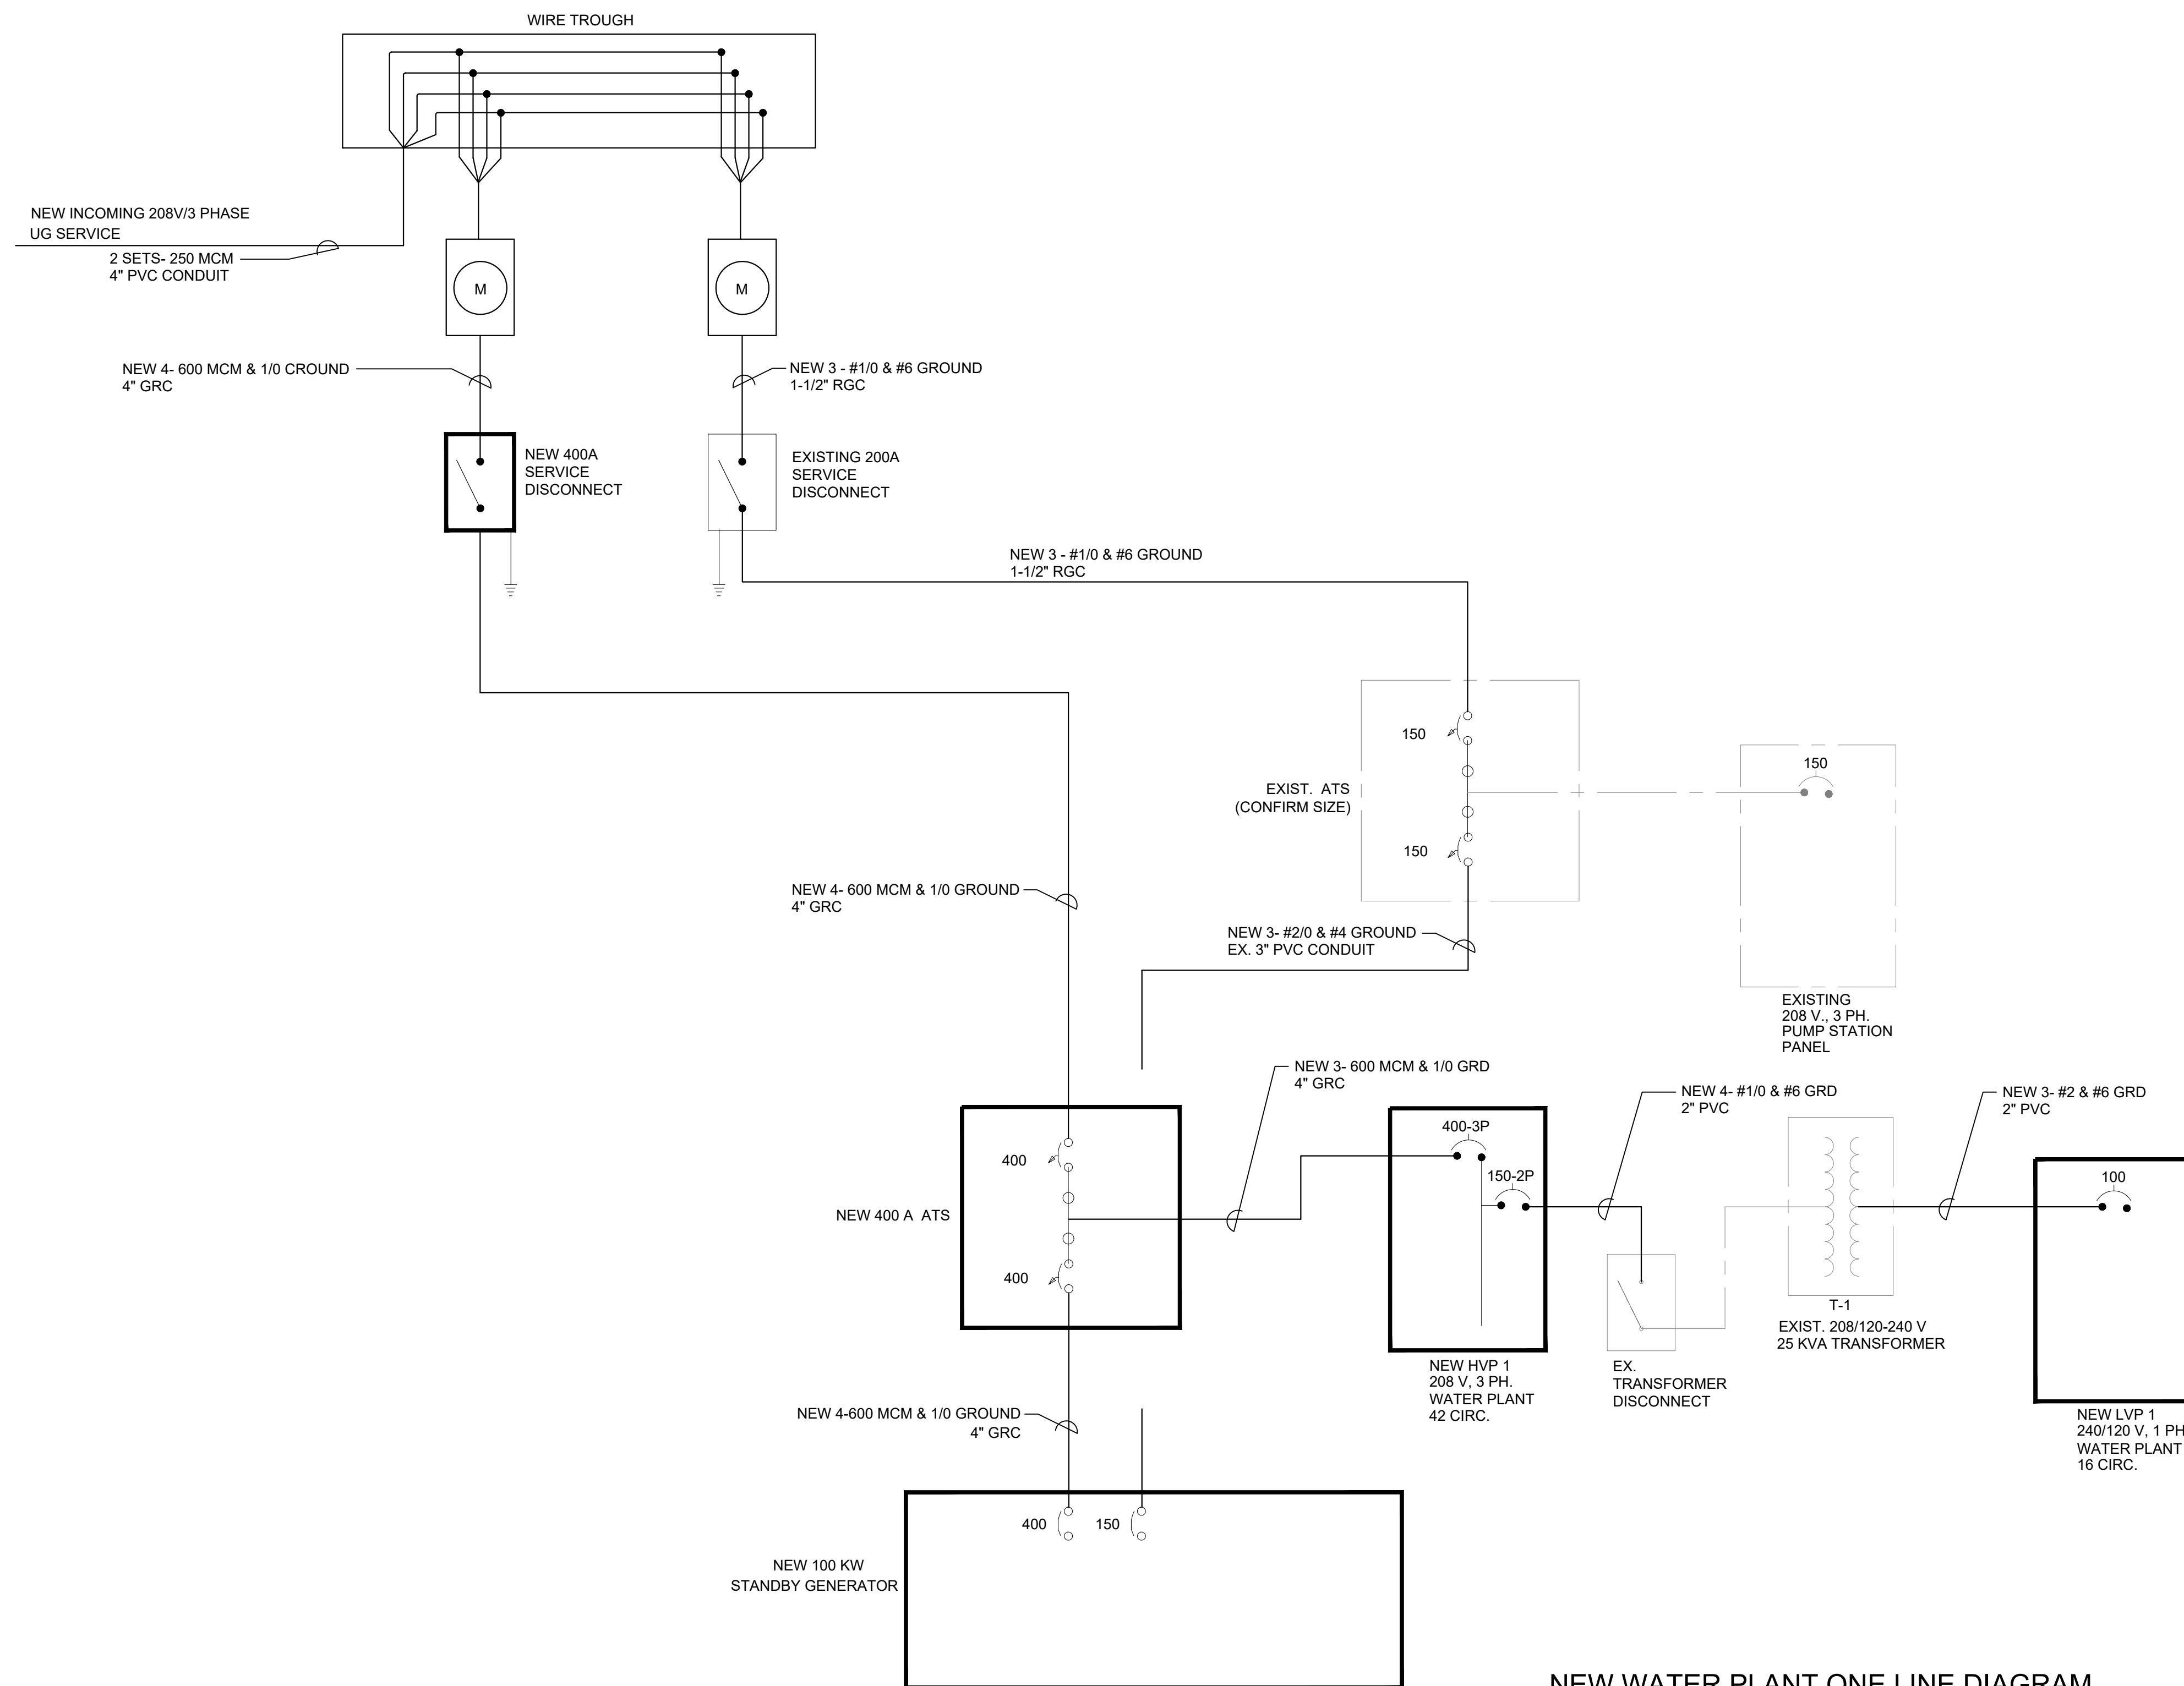 WIRE TROUGH
NEW INCOMING 208V/3 PHASE
UG SERVICE
2 SETS- 250 MCM
4" PVC CONDUIT
M
M
NEW 4- 600 MCM & 1/0 CROUND
4" GRC
NEW 3 - #1/0 & #6 GROUND
1-1/2" RGC
NEW 400A
SERVICE
DISCONNECT
EXISTING 200A
SERVICE
DISCONNECT
NEW 3 - #1/0 & #6 GROUND
1-1/2" RGC
150
EXIST. ATS
(CONFIRM SIZE)
150
150
EXISTING
208 V., 3 PH.
PUMP STATION
PANEL
NEW 4- 600 MCM & 1/0 GROUND
4" GRC
NEW 3- #2/0 & #4 GROUND
EX. 3" PVC CONDUIT
NEW 3- 600 MCM & 1/0 GRD
4" GRC
NEW 4- #1/0 & #6 GRD
2" PVC
NEW 3- #2 & #6 GRD
2" PVC
400
NEW 400 A ATS
400
400-3P
150-2P
NEW HVP 1
208 V, 3 PH.
WATER PLANT
42 CIRC.
EX.
TRANSFORMER
DISCONNECT
T-1
EXIST. 208/120-240 V
25 KVA TRANSFORMER
100
NEW LVP 1
240/120 V, 1 PH
WATER PLANT
16 CIRC.
NEW 4-600 MCM & 1/0 GROUND
4" GRC
400
150
NEW 100 KW
STANDBY GENERATOR
NEW WATER PLANT ONE LINE DIAGRAM